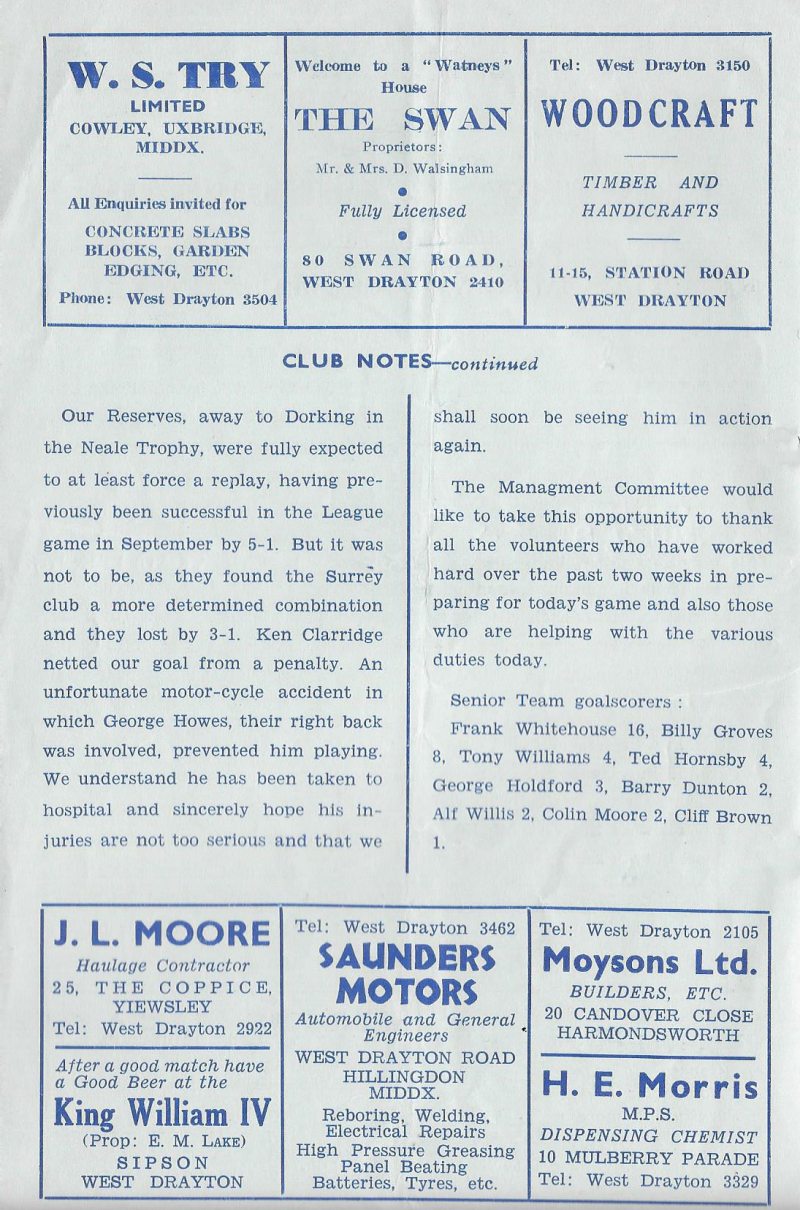 W. S. TRY
LIMITED
COWLEY, UXBRIDGE,
MIDDX.
All Enquiries invited for
CONCRETE SLABS
BLOCKS, GARDEN
EDGING, ETC.
Phone: West Drayton 3504
Welcome to a "Watneys"
House
THE SWAN
Proprietors:
Mr. & Mrs. D. Walsingham
Fully Licensed
80 SWAN ROAD,
WEST DRAYTON 2410
Tel: West Drayton 3150
WOODCRAFT
TIMBER AND
HANDICRAFTS
11-15, STATION ROAD
WEST DRAYTON
CLUB NOTES—continued
Our Reserves, away to Dorking in
the Neale Trophy, were fully expected
to at least force a replay, having pre-
viously been successful in the League
game in September by 5-1. But it was
not to be, as they found the Surrey
club a more determined combination
and they lost by 3-1. Ken Clarridge
netted our goal from a penalty. An
unfortunate motor-cycle accident in
which George Howes, their right back
was involved, prevented him playing.
We understand he has been taken to
hospital and sincerely hope his in-
juries are not too serious and that we
shall soon be seeing him in action
again.
The Managment Committee would
like to take this opportunity to thank
all the volunteers who have worked
hard over the past two weeks in pre-
paring for today's game and also those
who are helping with the various
duties today.
Senior Team goalscorers :
Frank Whitehouse 16, Billy Groves
8, Tony Williams 4, Ted Hornsby 4,
George Holdford 3, Barry Dunton 2,
Alf Willis 2, Colin Moore 2, Cliff Brown
1.
J. L. MOORE
Haulage Contractor
25, THE COPPICE,
YIEWSLEY
Tel: West Drayton 2922
After a good match have
a Good Beer at the
King William IV
(Prop: E. M. LAKE)
SIPSON
WEST DRAYTON
Tel: West Drayton 3462
SAUNDERS
MOTORS
Automobile and General
Engineers
WEST DRAYTON ROAD
HILLINGDON
MIDDX.
Reboring, Welding,
Electrical Repairs
High Pressure Greasing
Panel Beating
Batteries, Tyres, etc.
Tel: West Drayton 2105
Moysons Ltd.
BUILDERS, ETC.
20 CANDOVER CLOSE
HARMONDSWORTH
H. E. Morris
M.P.S.
DISPENSING CHEMIST
10 MULBERRY PARADE
Tel: West Drayton 3329